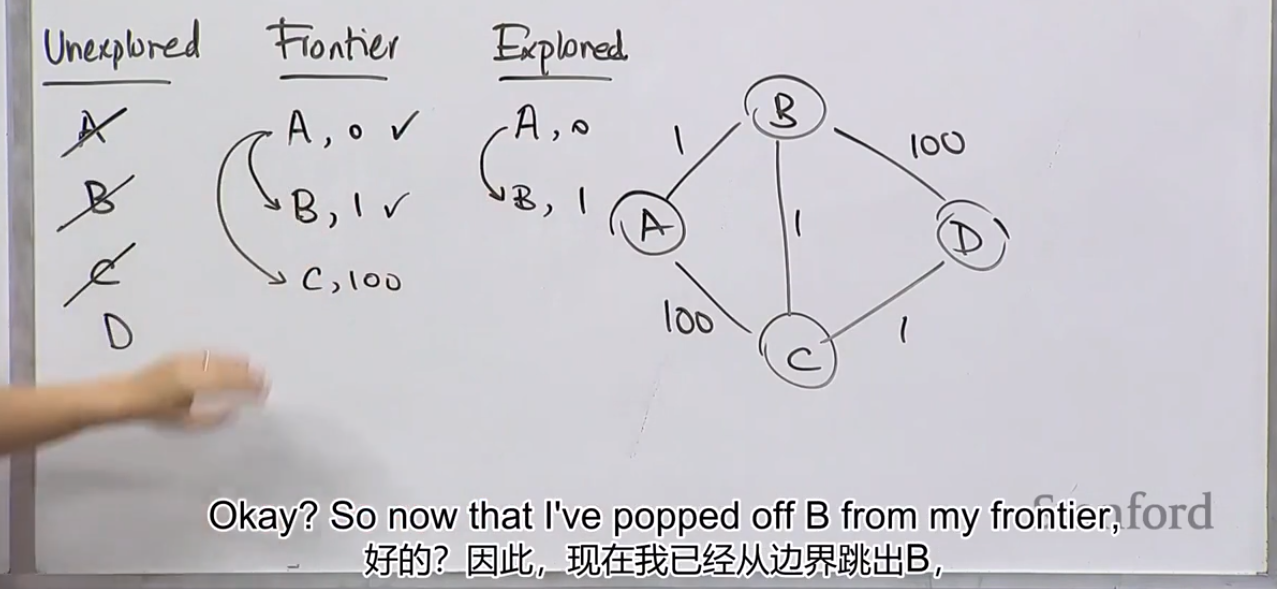 Unexplored Frontier Explored
A A, 0 ✓ A, 0
B B, 1 ✓ B, 1
C C, 100
D
B
1 100
A 1 D
100 1
C
Okay? So now that I've popped off B from my frontier,
好的？因此，现在我已经从边界跳出B，
Stanford